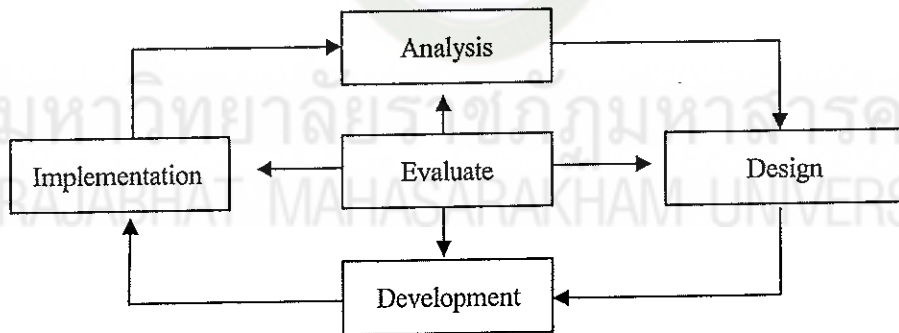 Analysis
มหาวิทยาลัยราชภัฏมหาสารค
Implementation
Evaluate
Design
RAJABHAT MAHASARAKHAM UNIVERS
Development